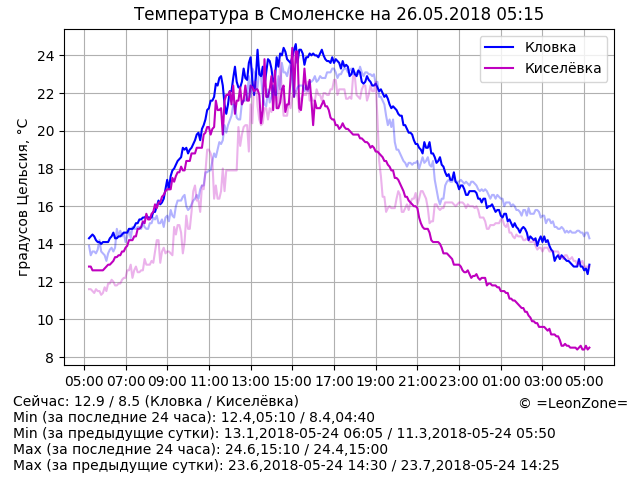 Температура в Смоленске на 26.05.2018 05:15
градусов Цельсия, °C
24
22
20
18
16
14
12
10
8
Кловка
Киселёвка
05:00 07:00 09:00 11:00 13:00 15:00 17:00 19:00 21:00 23:00 01:00 03:00 05:00
Сейчас: 12.9 / 8.5 (Кловка / Киселёвка)
© =LeonZone=
Min (за последние 24 часа): 12.4,05:10 / 8.4,04:40
Min (за предыдущие сутки): 13.1,2018-05-24 06:05 / 11.3,2018-05-24 05:50
Max (за последние 24 часа): 24.6,15:10 / 24.4,15:00
Max (за предыдущие сутки): 23.6,2018-05-24 14:30 / 23.7,2018-05-24 14:25